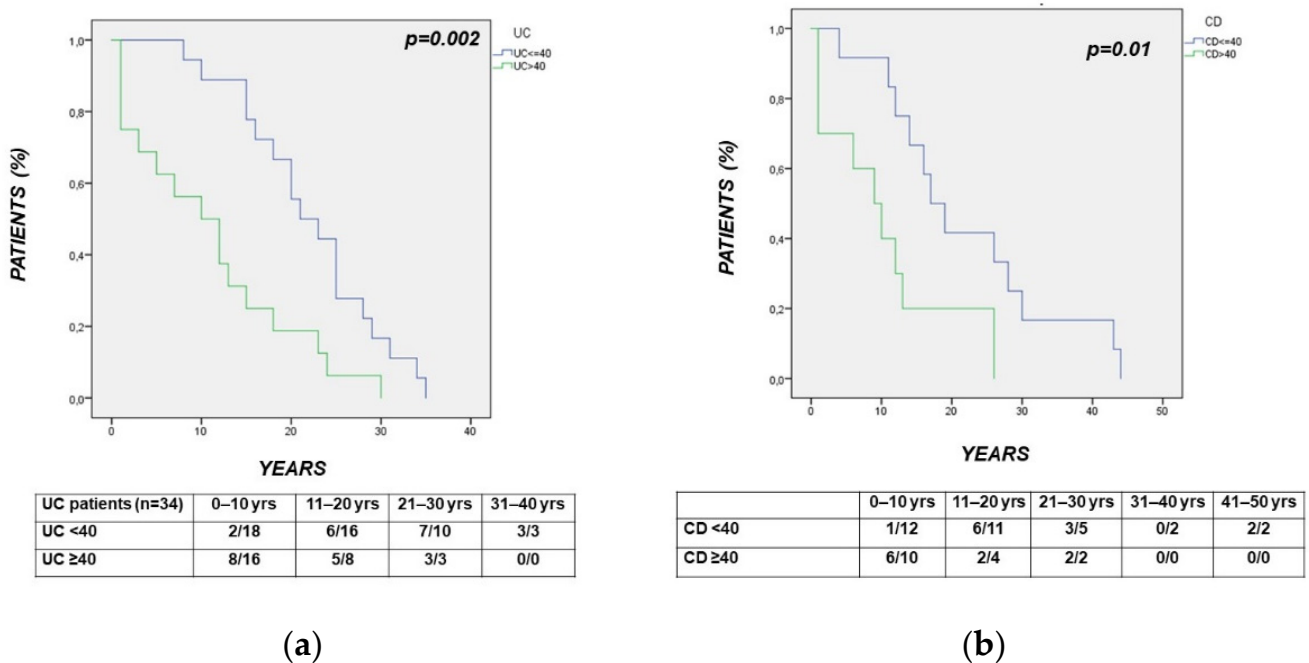 p=0.002
UC
UC<=40
UC>40
1,0
0,8
0,6
0,4
0,2
0,0
0 10 20 30 40
PATIENTS (%)
YEARS
UC patients (n=34) 0–10 yrs 11–20 yrs 21–30 yrs 31–40 yrs
UC <40 2/18 6/16 7/10 3/3
UC ≥40 8/16 5/8 3/3 0/0
(a)
p=0.01
CD
CD<=40
CD>40
1,0
0,8
0,6
0,4
0,2
0,0
0 10 20 30 40 50
PATIENTS (%)
YEARS
0–10 yrs 11–20 yrs 21–30 yrs 31–40 yrs 41–50 yrs
CD <40 1/12 6/11 3/5 0/2 2/2
CD ≥40 6/10 2/4 2/2 0/0 0/0
(b)